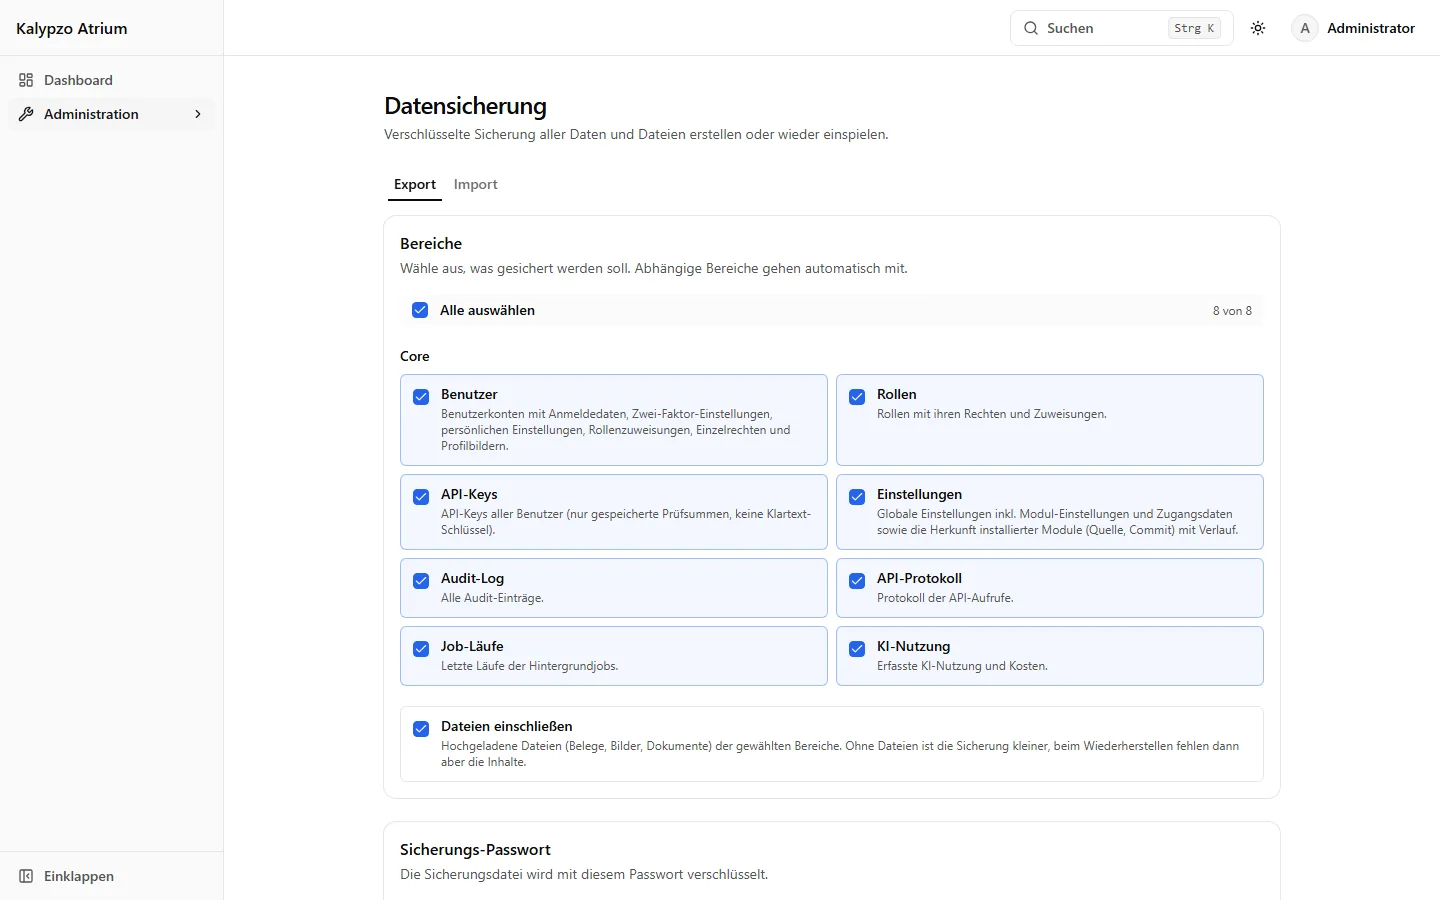 Kalypzo Atrium
Suchen
Strg K
A
Administrator
Dashboard
Administration
Datensicherung
Verschlüsselte Sicherung aller Daten und Dateien erstellen oder wieder einspielen.
Export
Import
Bereiche
Wähle aus, was gesichert werden soll. Abhängige Bereiche gehen automatisch mit.
Alle auswählen
8 von 8
Core
Benutzer
Benutzerkonten mit Anmeldedaten, Zwei-Faktor-Einstellungen,
persönlichen Einstellungen, Rollenzuweisungen, Einzelrechten und
Profilbildern.
Rollen
Rollen mit ihren Rechten und Zuweisungen.
API-Keys
API-Keys aller Benutzer (nur gespeicherte Prüfsummen, keine Klartext-
Schlüssel).
Einstellungen
Globale Einstellungen inkl. Modul-Einstellungen und Zugangsdaten
sowie die Herkunft installierter Module (Quelle, Commit) mit Verlauf.
Audit-Log
Alle Audit-Einträge.
API-Protokoll
Protokoll der API-Aufrufe.
Job-Läufe
Letzte Läufe der Hintergrundjobs.
KI-Nutzung
Erfasste KI-Nutzung und Kosten.
Dateien einschließen
Hochgeladene Dateien (Belege, Bilder, Dokumente) der gewählten Bereiche. Ohne Dateien ist die Sicherung kleiner, beim Wiederherstellen fehlen dann
aber die Inhalte.
Sicherungs-Passwort
Die Sicherungsdatei wird mit diesem Passwort verschlüsselt.
Einklappen